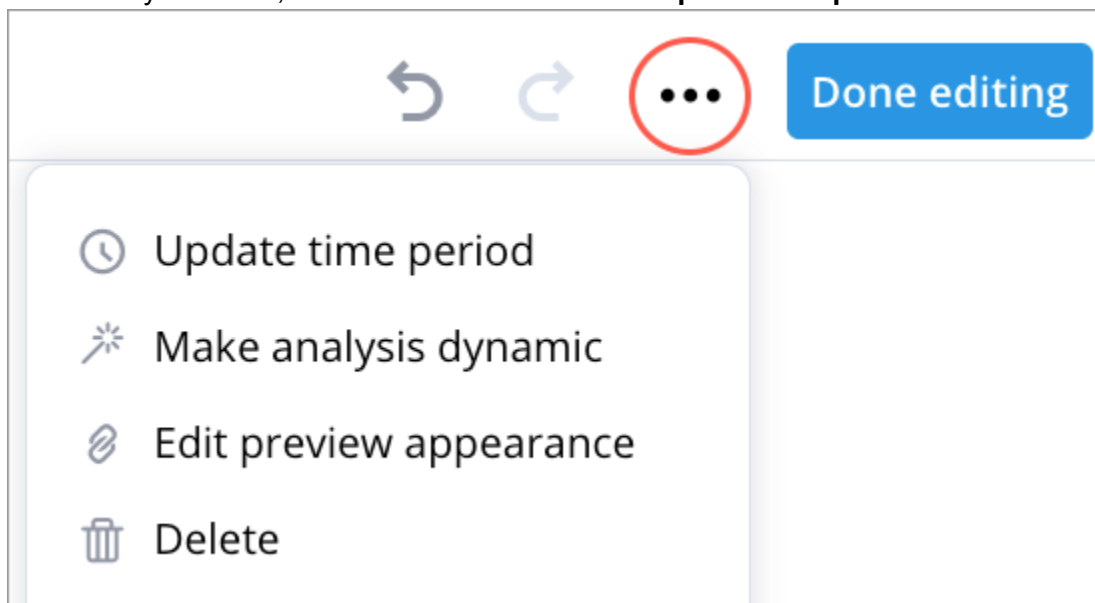 Done editing
Update time period
Make analysis dynamic
Edit preview appearance
Delete